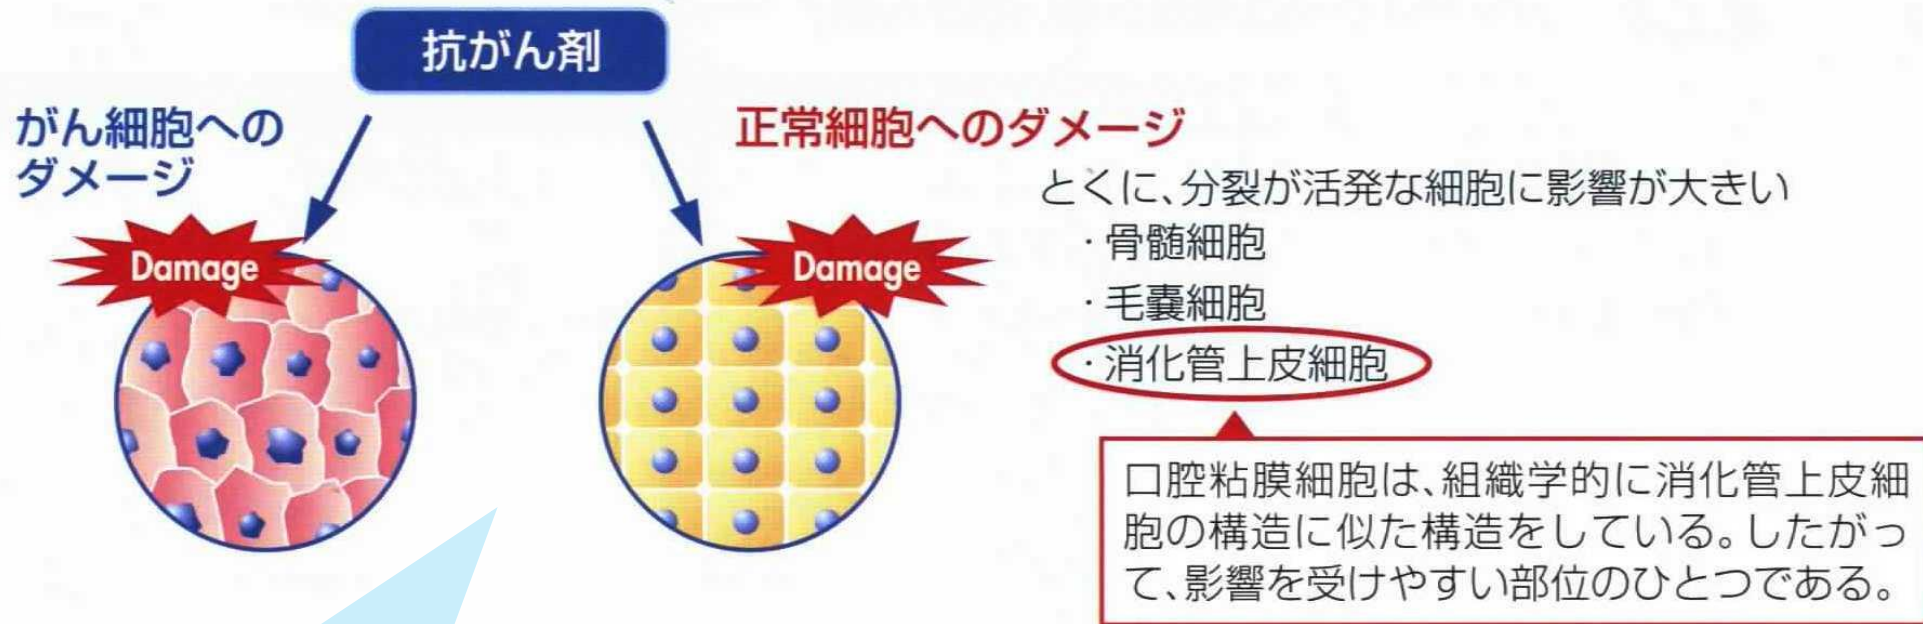 抗がん剤
がん細胞への
ダメージ
正常細胞へのダメージ
とくに、分裂が活発な細胞に影響が大きい
・骨髄細胞
・毛嚢細胞
・消化管上皮細胞
Damage
Damage
口腔粘膜細胞は、組織学的に消化管上皮細
胞の構造に似た構造をしている。したがっ
て、影響を受けやすい部位のひとつである。